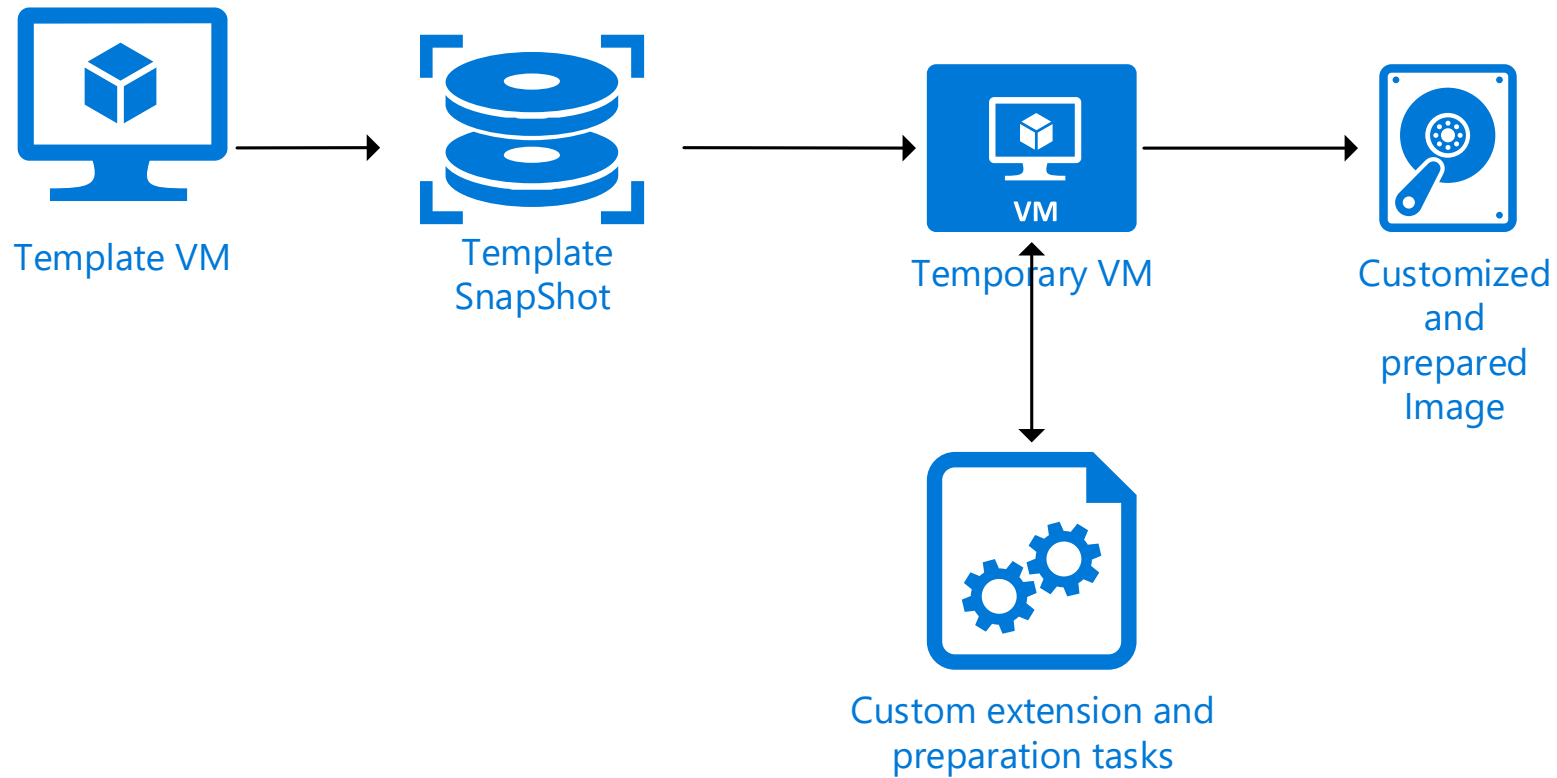 VM
Template VM
Template
SnapShot
Temporary VM
Customized
and
prepared
Image
Custom extension and
preparation tasks